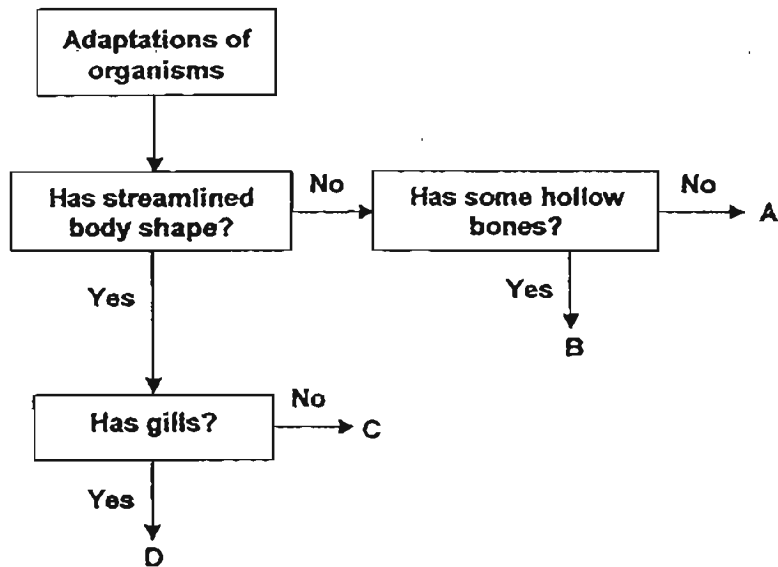 Adaptations of
organisms
Has streamlined
body shape?
No
Has some hollow
bones?
No
A
Yes
B
Yes
Has gills?
No
C
Yes
D